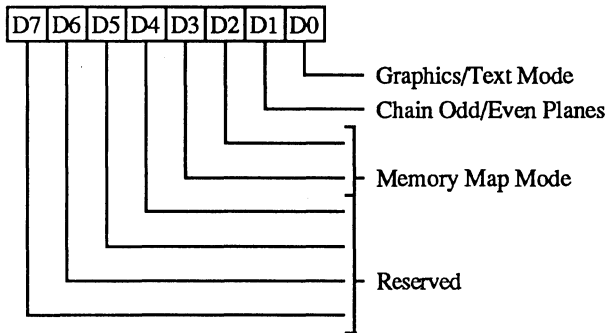 D7 D6 D5 D4 D3 D2 D1 D0
Graphics/Text Mode
Chain Odd/Even Planes
Memory Map Mode
Reserved